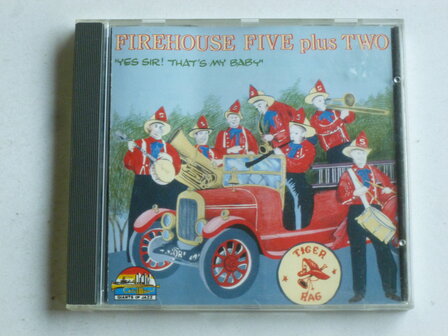 FIREHOUSE FIVE plus TWO
"YES SIR! THAT'S MY BABY"
TIGER
RAG
GIANTS OF JAZZ